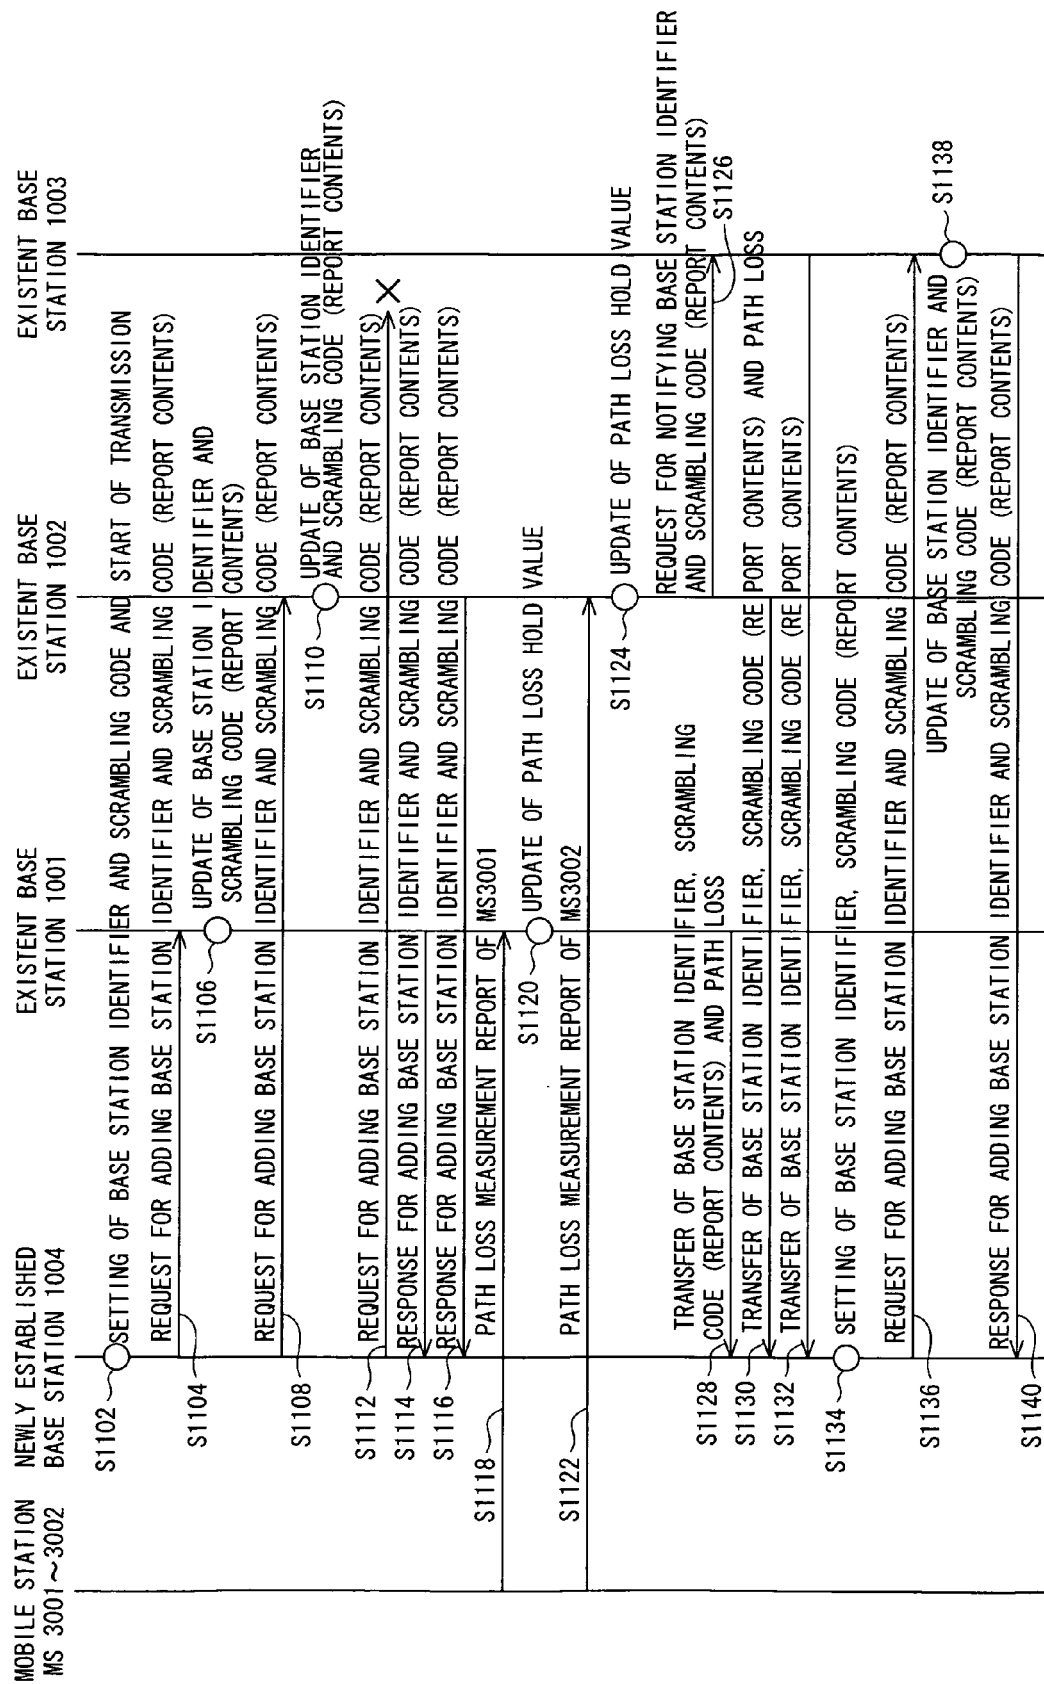 MOBILE STATION
MS 3001~3002
NEWLY ESTABLISHED
BASE STATION 1004
EXISTENT BASE
STATION 1001
EXISTENT BASE
STATION 1002
EXISTENT BASE
STATION 1003
S1102
SETTING OF BASE STATION IDENTIFIER AND SCRAMBLING CODE AND START OF TRANSMISSION
REQUEST FOR ADDING BASE STATION IDENTIFIER AND SCRAMBLING CODE (REPORT CONTENTS)
S1104
S1106
UPDATE OF BASE STATION IDENTIFIER AND
SCRAMBLING CODE (REPORT CONTENTS)
REQUEST FOR ADDING BASE STATION IDENTIFIER AND SCRAMBLING CODE (REPORT CONTENTS)
S1108
S1110
UPDATE OF BASE STATION IDENTIFIER
AND SCRAMBLING CODE (REPORT CONTENTS)
REQUEST FOR ADDING BASE STATION IDENTIFIER AND SCRAMBLING CODE (REPORT CONTENTS)
S1112
RESPONSE FOR ADDING BASE STATION IDENTIFIER AND SCRAMBLING CODE (REPORT CONTENTS)
S1114
RESPONSE FOR ADDING BASE STATION IDENTIFIER AND SCRAMBLING CODE (REPORT CONTENTS)
S1116
PATH LOSS MEASUREMENT REPORT OF MS3001
S1118
S1120
UPDATE OF PATH LOSS HOLD VALUE
PATH LOSS MEASUREMENT REPORT OF MS3002
S1122
S1124
UPDATE OF PATH LOSS HOLD VALUE
REQUEST FOR NOTIFYING BASE STATION IDENTIFIER
AND SCRAMBLING CODE (REPORT CONTENTS)
S1126
TRANSFER OF BASE STATION IDENTIFIER, SCRAMBLING
CODE (REPORT CONTENTS) AND PATH LOSS
S1128
TRANSFER OF BASE STATION IDENTIFIER, SCRAMBLING CODE (REPORT CONTENTS) AND PATH LOSS
S1130
TRANSFER OF BASE STATION IDENTIFIER, SCRAMBLING CODE (REPORT CONTENTS)
S1132
S1134
SETTING OF BASE STATION IDENTIFIER, SCRAMBLING CODE (REPORT CONTENTS)
REQUEST FOR ADDING BASE STATION IDENTIFIER AND SCRAMBLING CODE (REPORT CONTENTS)
S1136
UPDATE OF BASE STATION IDENTIFIER AND
SCRAMBLING CODE (REPORT CONTENTS)
S1138
RESPONSE FOR ADDING BASE STATION IDENTIFIER AND SCRAMBLING CODE (REPORT CONTENTS)
S1140